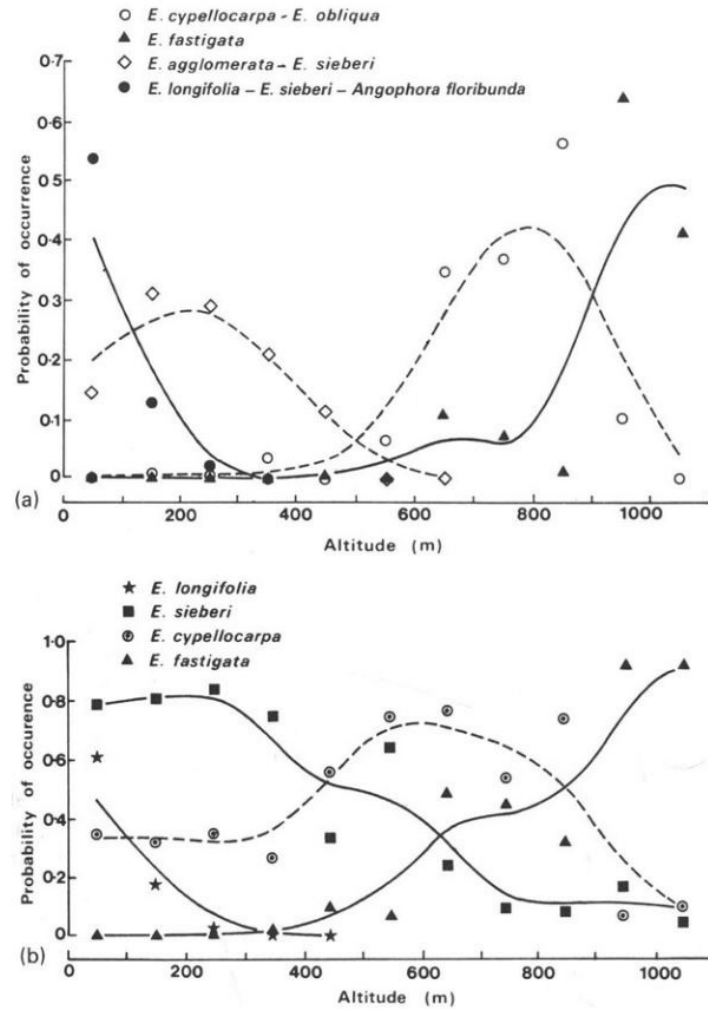 E. cypellocarpa - E. obliqua
E. fastigata
E. agglomerata - E. sieberi
E. longifolia - E. sieberi - Angophora floribunda
0·7
0·6
0·5
0·4
0·3
0·2
0·1
0
Probability of occurrence
(a)
0 200 400 600 800 1000
Altitude (m)
E. longifolia
E. sieberi
E. cypellocarpa
E. fastigata
1·0
0·8
0·6
0·4
0·2
0
Probability of occurence
(b)
0 200 400 600 800 1000
Altitude (m)